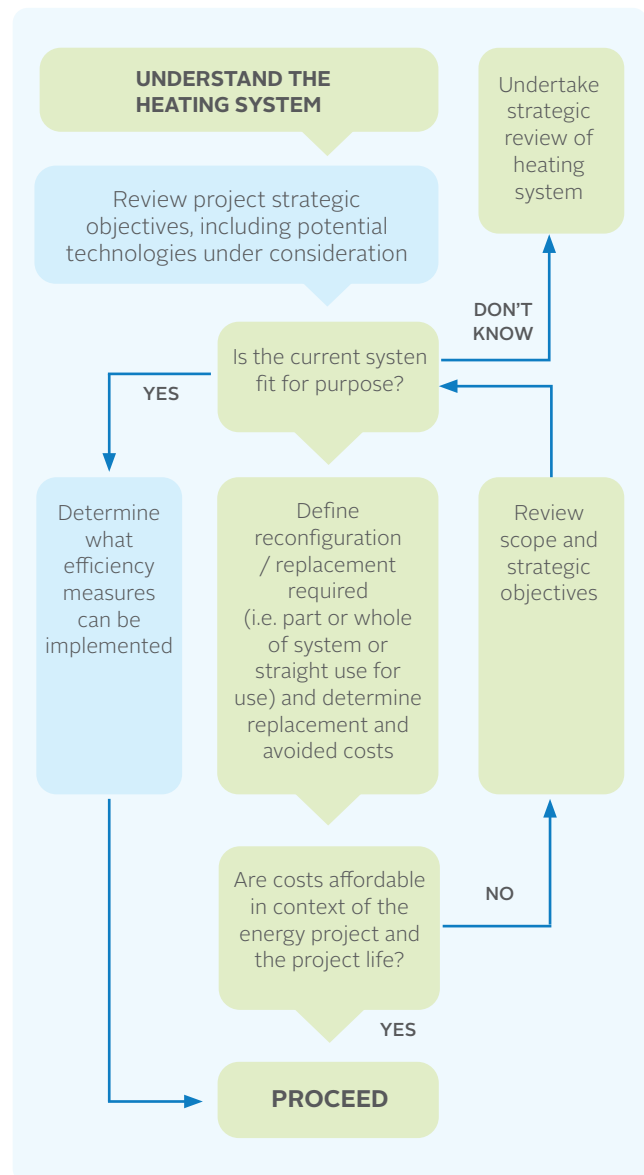 UNDERSTAND THE
HEATING SYSTEM
Undertake
strategic
review of
heating
system
Review project strategic
objectives, including potential
technologies under consideration
DON'T
KNOW
Is the current systen
fit for purpose?
YES
Determine
what
efficiency
measures
can be
implemented
Define
reconfiguration
/ replacement
required
(i.e. part or whole
of system or
straight use for
use) and determine
replacement and
avoided costs
Review
scope and
strategic
objectives
Are costs affordable
in context of the
energy project and
the project life?
NO
YES
PROCEED